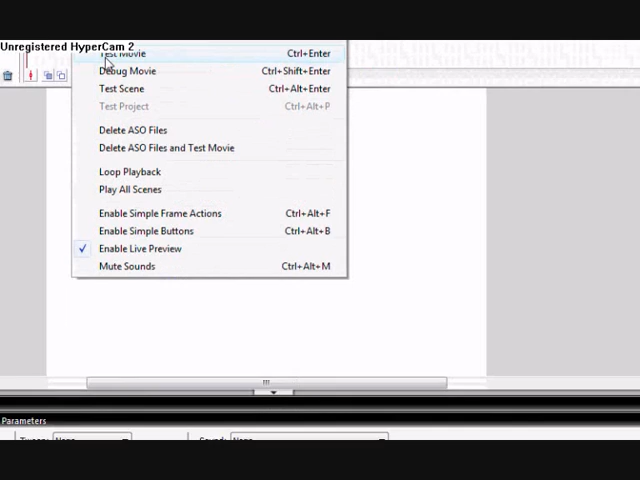 Unregistered HyperCam 2
Test Movie Ctrl+Enter
Debug Movie Ctrl+Shift+Enter
Test Scene Ctrl+Alt+Enter
Test Project Ctrl+Alt+P
Delete ASO Files
Delete ASO Files and Test Movie
Loop Playback
Play All Scenes
Enable Simple Frame Actions Ctrl+Alt+F
Enable Simple Buttons Ctrl+Alt+B
Enable Live Preview
Mute Sounds Ctrl+Alt+M
Parameters